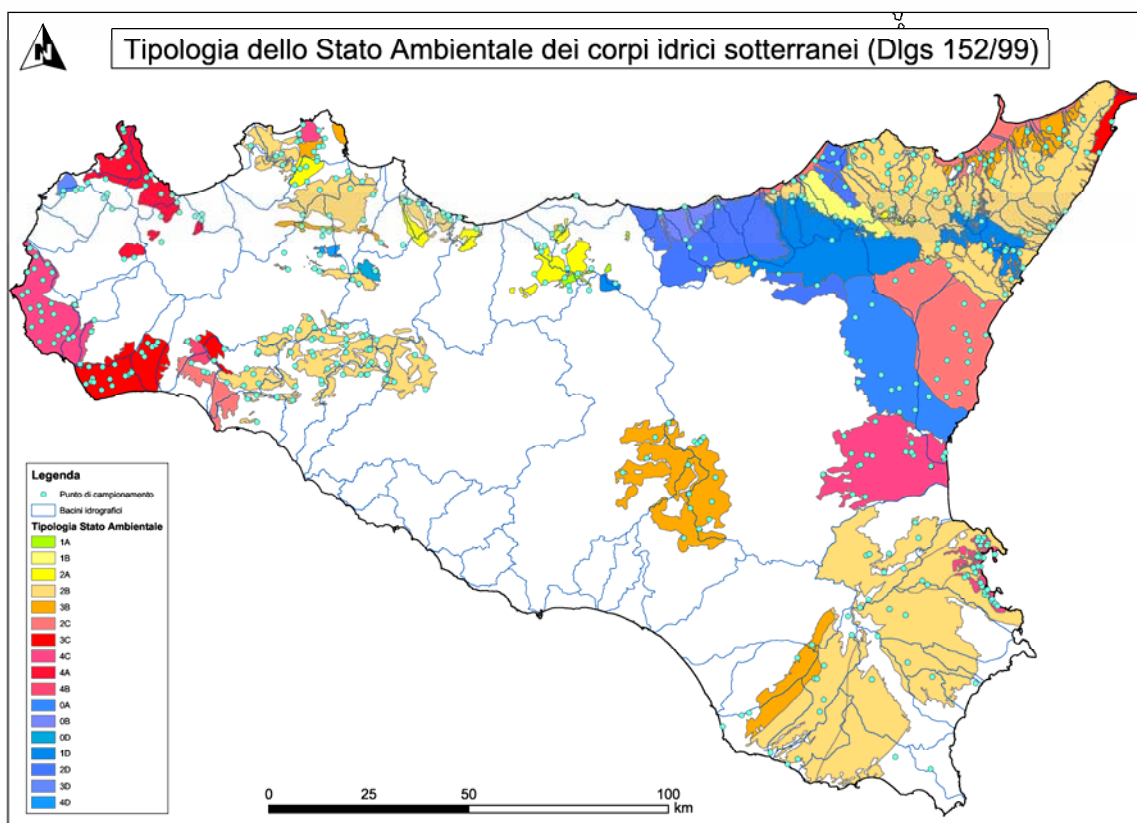 N
Tipologia dello Stato Ambientale dei corpi idrici sotterranei (Dlgs 152/99)
Legenda
Punto di campionamento
Bacini idrografici
Tipologia Stato Ambientale
1A
1B
2A
2B
3B
2C
3C
4C
4A
4B
0A
0B
0D
1D
2D
3D
4D
0 25 50 100
km